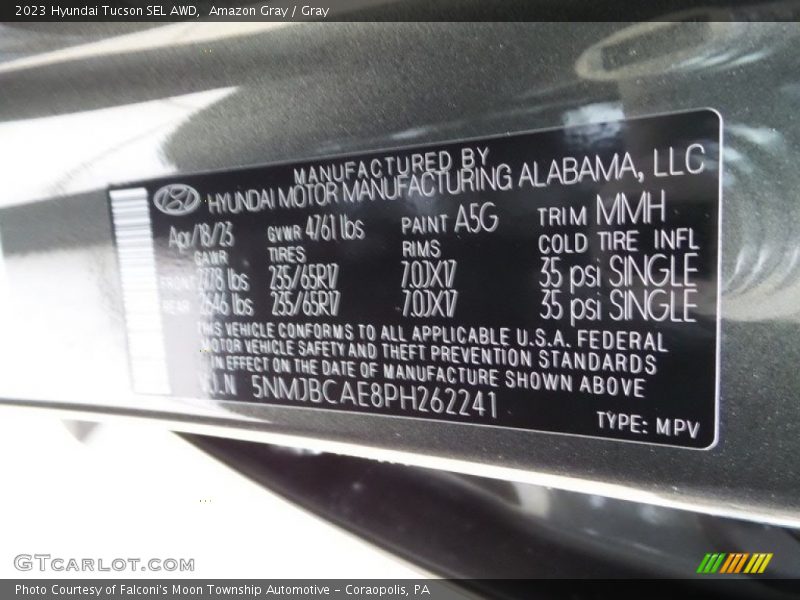 2023 Hyundai Tucson SEL AWD, Amazon Gray / Gray
MANUFACTURED BY
HYUNDAI MOTOR MANUFACTURING ALABAMA, LLC
Apr/18/23 GVWR 4761 lbs PAINT A5G TRIM MMH
GAWR TIRES RIMS COLD TIRE INFL
FRONT 2778 lbs 235/65R17 7.0JX17 35 psi SINGLE
REAR 2646 lbs 235/65R17 7.0JX17 35 psi SINGLE
THIS VEHICLE CONFORMS TO ALL APPLICABLE U.S.A. FEDERAL
MOTOR VEHICLE SAFETY AND THEFT PREVENTION STANDARDS
IN EFFECT ON THE DATE OF MANUFACTURE SHOWN ABOVE
V.I.N 5NMJBCAE8PH262241
TYPE: MPV
GTCARLOT.COM
Photo Courtesy of Falconi's Moon Township Automotive - Coraopolis, PA